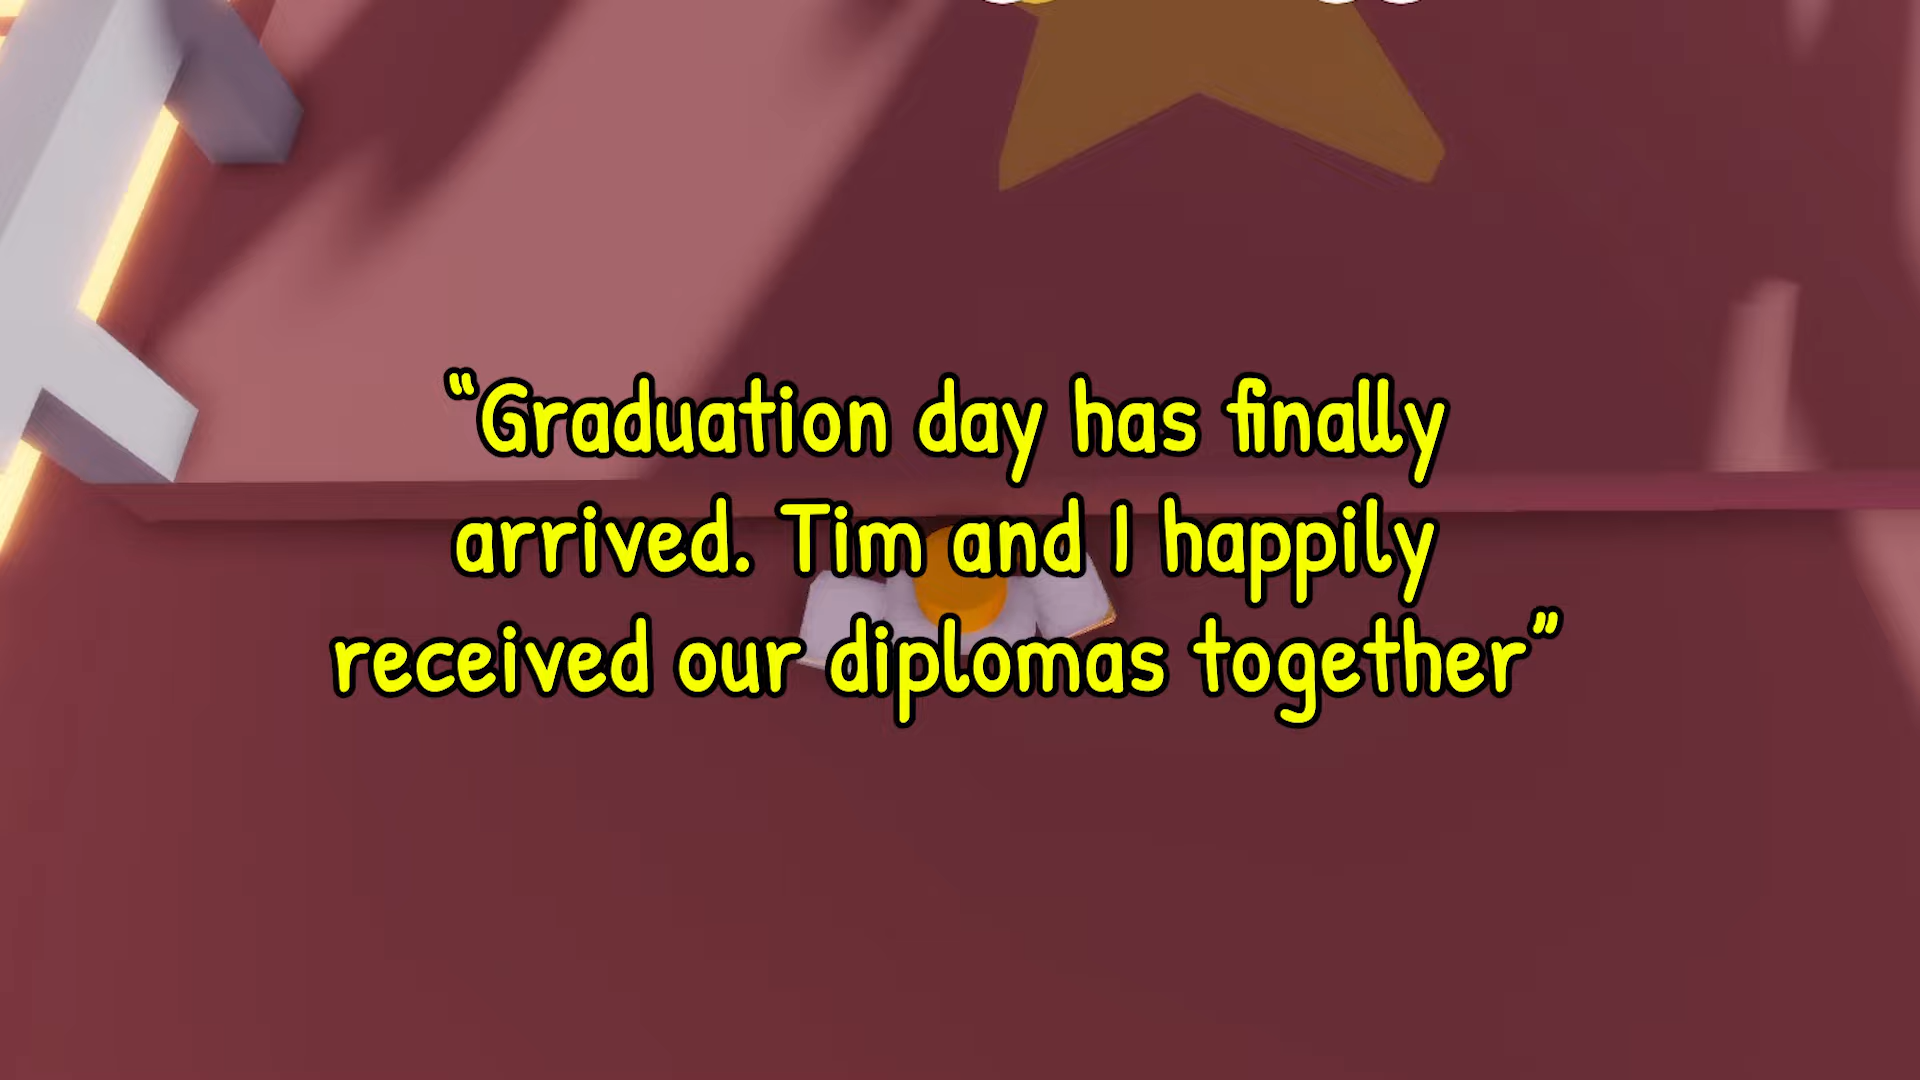 “Graduation day has finally
arrived. Tim and I happily
received our diplomas together”